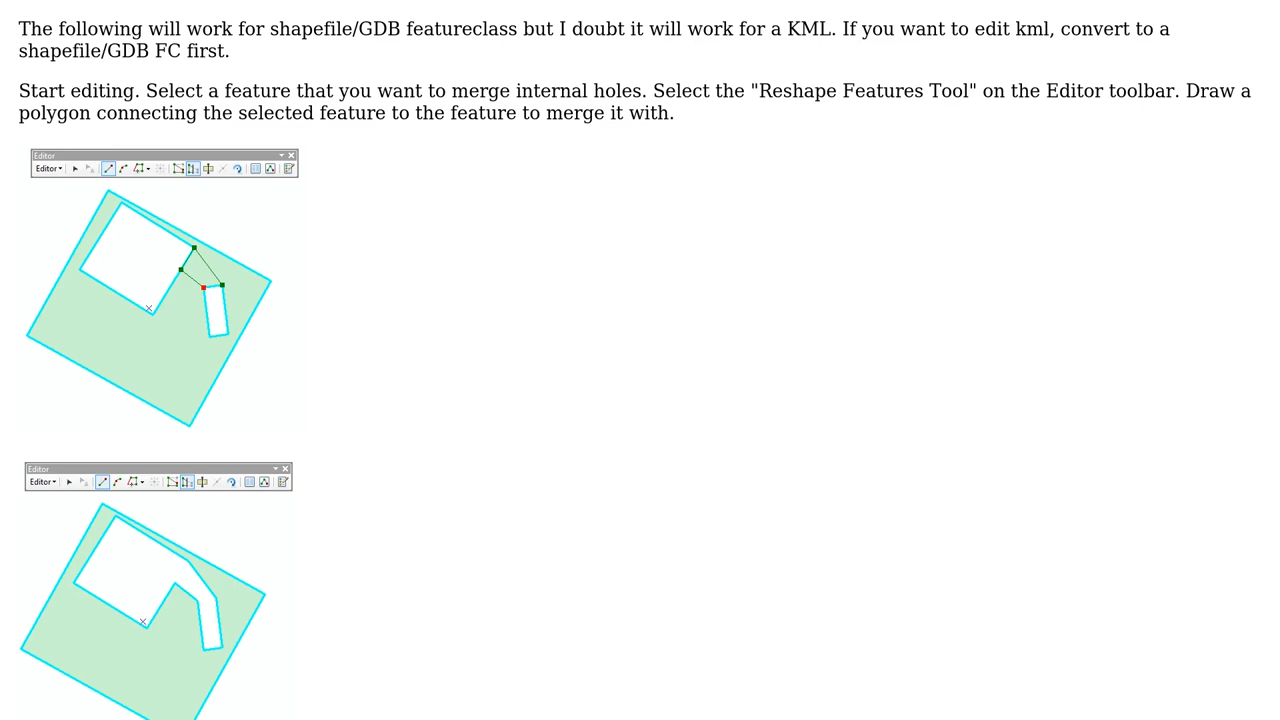 The following will work for shapefile/GDB featureclass but I doubt it will work for a KML. If you want to edit kml, convert to a
shapefile/GDB FC first.
Start editing. Select a feature that you want to merge internal holes. Select the "Reshape Features Tool" on the Editor toolbar. Draw a
polygon connecting the selected feature to the feature to merge it with.
Editor
Editor
Editor
Editor